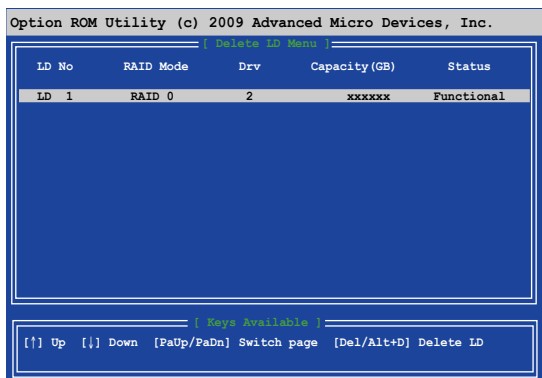 Option ROM Utility (c) 2009 Advanced Micro Devices, Inc.
[ Delete LD Menu ]
LD No RAID Mode Drv Capacity(GB) Status
LD 1 RAID 0 2 xxxxxx Functional
[ Keys Available ]
[↑] Up [↓] Down [PaUp/PaDn] Switch page [Del/Alt+D] Delete LD